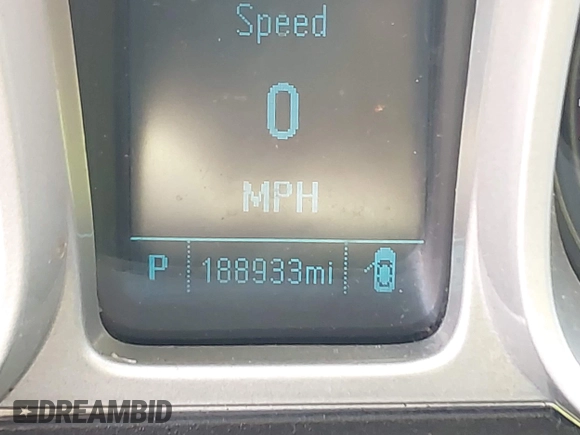 Speed
0
MPH
P 188933mi
DREAMBID